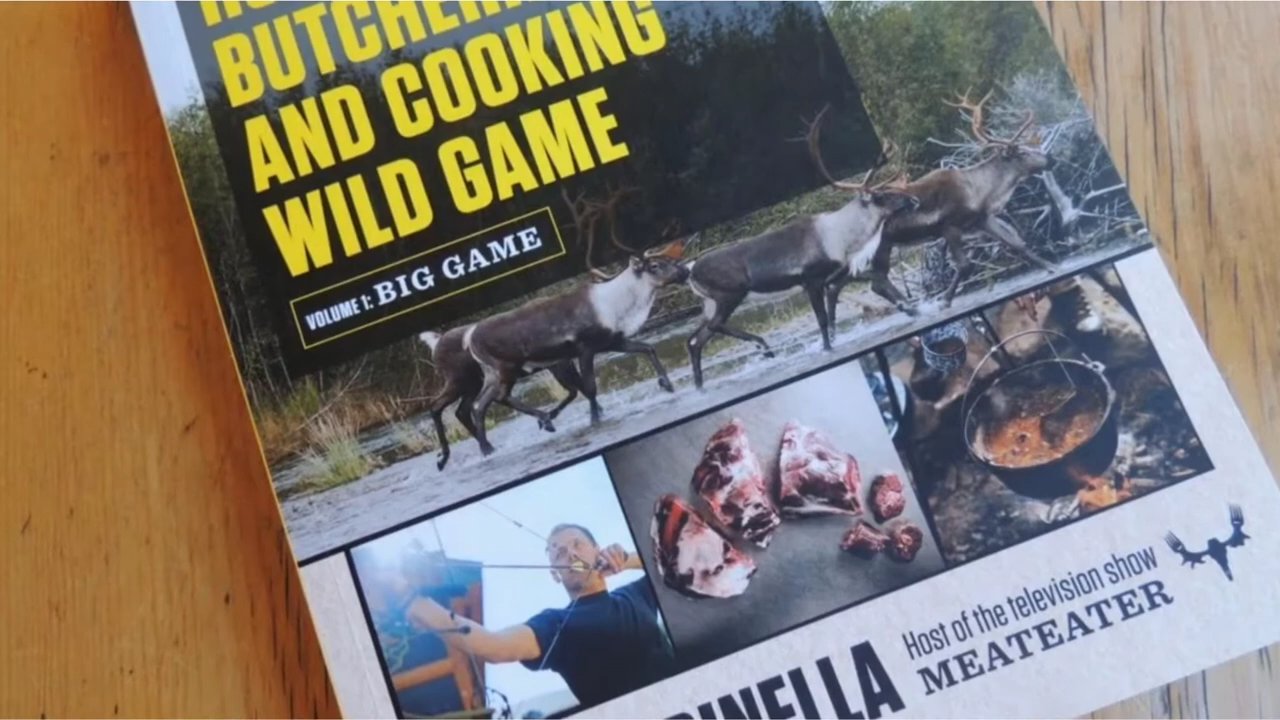 BUTCHERI
AND COOKING
WILD GAME
VOLUME 1: BIG GAME
INELLA
Host of the television show
MEATEATER